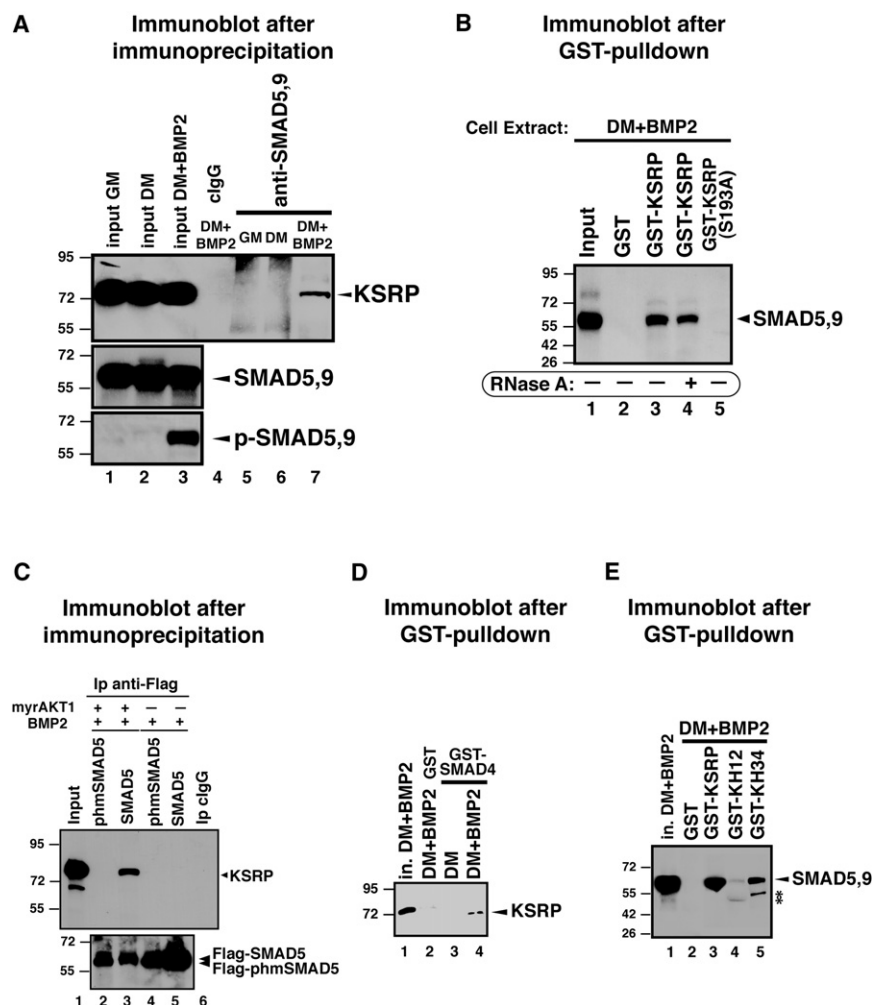 A
Immunoblot after
immunoprecipitation
input GM
input DM
input DM+BMP2
cIgG
anti-SMAD5,9
DM+
BMP2
GM DM
DM+
BMP2
95
72
55
KSRP
72
55
SMAD5,9
72
55
p-SMAD5,9
1 2 3 4 5 6 7
B
Immunoblot after
GST-pulldown
Cell Extract: DM+BMP2
Input
GST
GST-KSRP
GST-KSRP
GST-KSRP
(S193A)
95
72
55
42
26
SMAD5,9
RNase A: – – – + –
1 2 3 4 5
C
Immunoblot after
immunoprecipitation
Ip anti-Flag
myrAKT1 + + – –
BMP2 + + + +
Input
phmSMAD5
SMAD5
phmSMAD5
SMAD5
Ip cIgG
95
72
55
KSRP
72
55
Flag-SMAD5
Flag-phmSMAD5
1 2 3 4 5 6
D
Immunoblot after
GST-pulldown
in. DM+BMP2
DM+BMP2 GST
GST-
SMAD4
DM
DM+BMP2
95
72
KSRP
1 2 3 4
E
Immunoblot after
GST-pulldown
DM+BMP2
in. DM+BMP2
GST
GST-KSRP
GST-KH12
GST-KH34
72
55
42
26
SMAD5,9
*
**
1 2 3 4 5